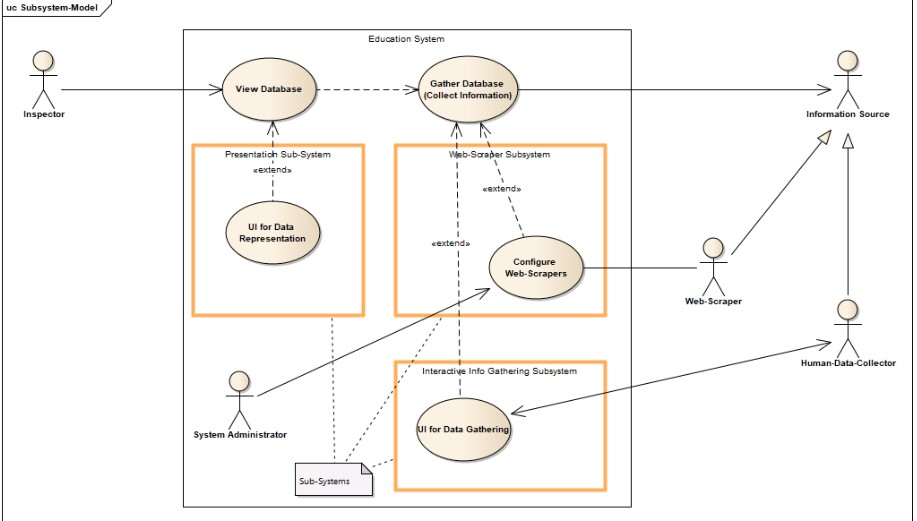 uc Subsystem-Model
Education System
Inspector
View Database
Gather Database
(Collect Information)
Information Source
Presentation Sub-System
Web-Scraper Subsystem
«extend»
«extend»
UI for Data
Representation
«extend»
Configure
Web-Scrapers
Web-Scraper
Human-Data-Collector
Interactive Info Gathering Subsystem
System Administrator
UI for Data Gathering
Sub-Systems